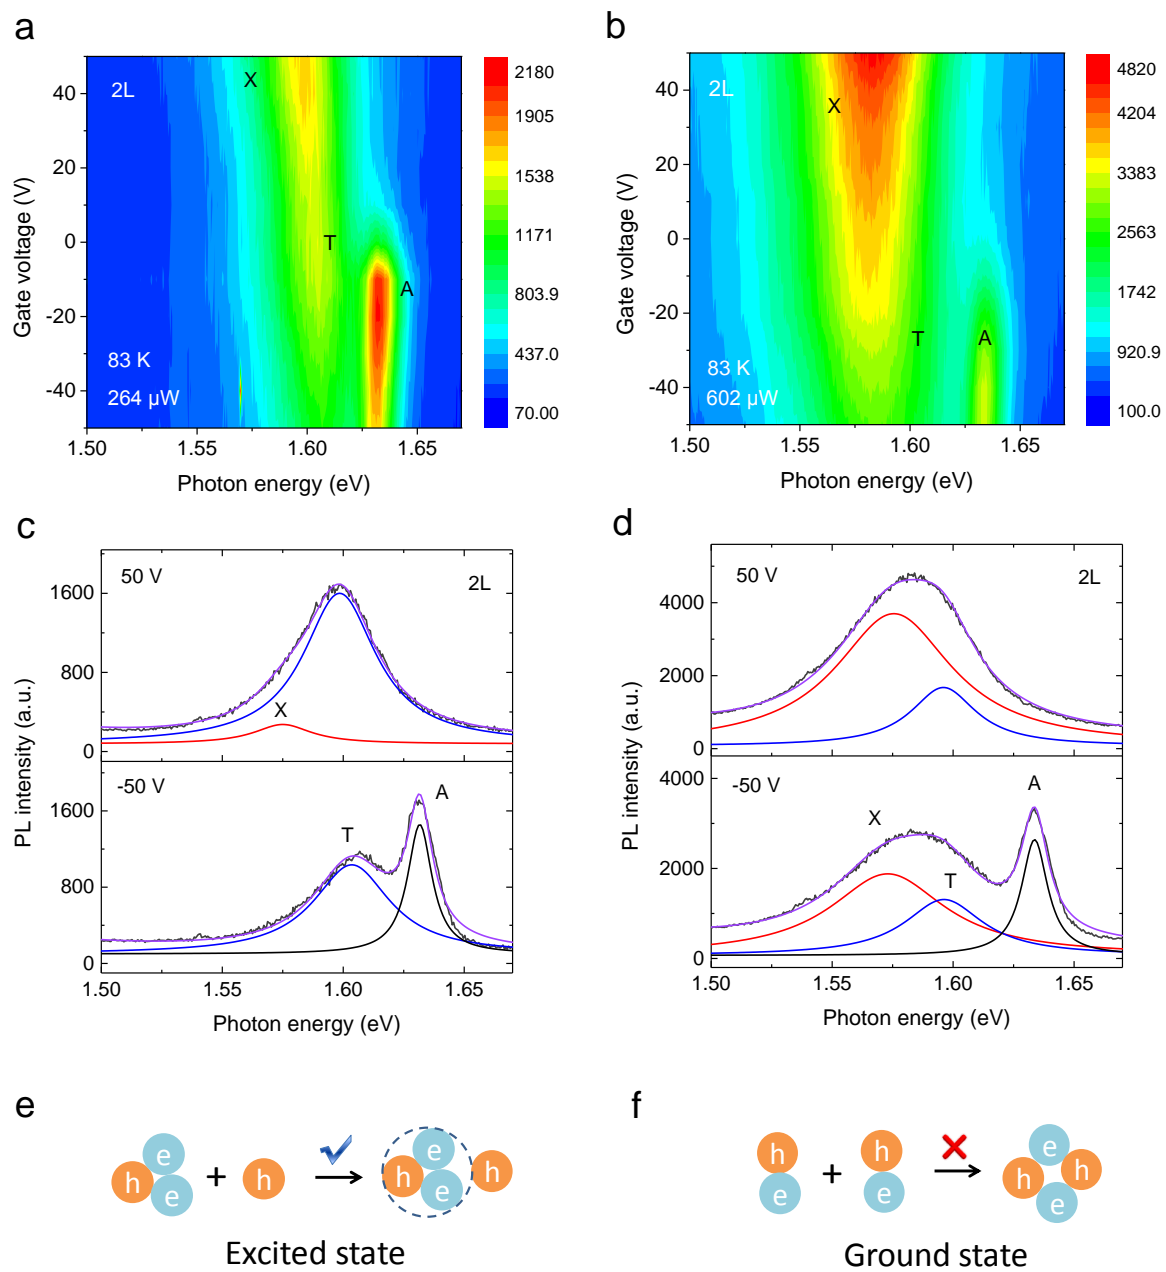 a
2L
X
T
A
83 K
264 μW
40
20
0
-20
-40
Gate voltage (V)
1.50
1.55
1.60
1.65
Photon energy (eV)
2180
1905
1538
1171
803.9
437.0
70.00
b
2L
X
T
A
83 K
602 μW
40
20
0
-20
-40
Gate voltage (V)
1.50
1.55
1.60
1.65
Photon energy (eV)
4820
4204
3383
2563
1742
920.9
100.0
c
50 V
2L
X
1600
800
0
-50 V
A
T
1600
800
0
PL intensity (a.u.)
1.50
1.55
1.60
1.65
Photon energy (eV)
d
50 V
2L
4000
2000
0
-50 V
A
X
T
4000
2000
0
PL intensity (a.u.)
1.50
1.55
1.60
1.65
Photon energy (eV)
e
h e e + h → h e e h
Excited state
f
h e + h e → e h h e
Ground state